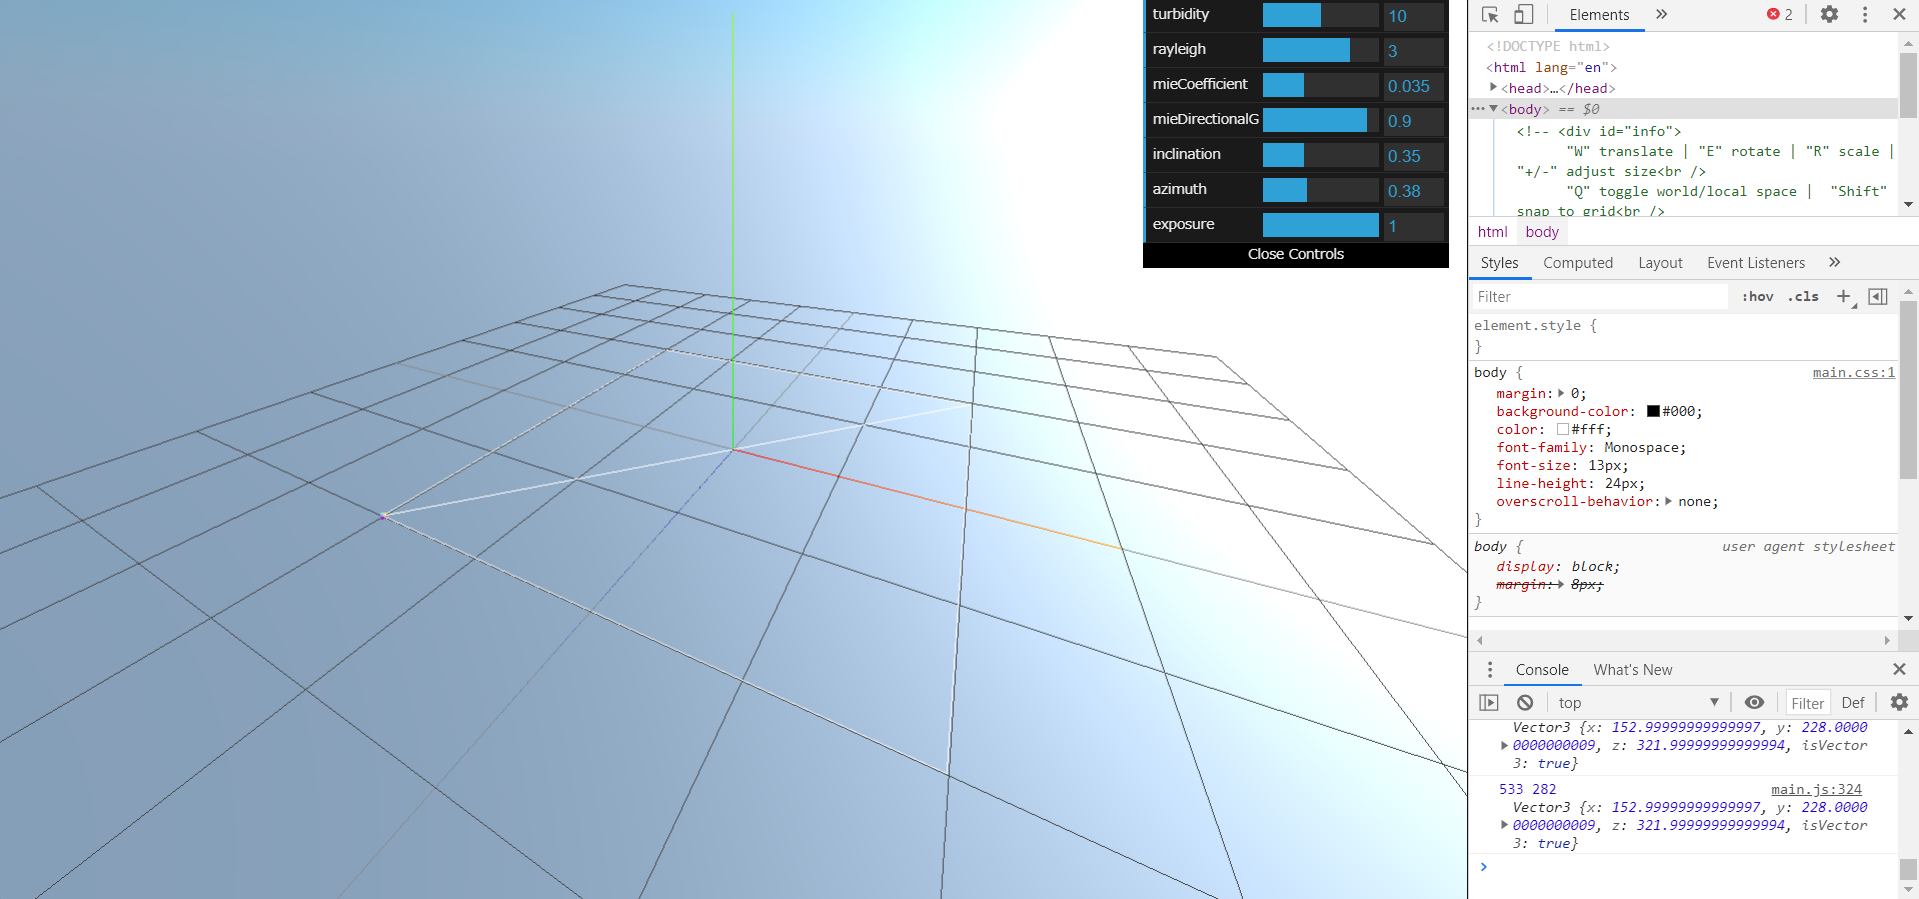 turbidity 10
rayleigh 3
mieCoefficient 0.035
mieDirectionalG 0.9
inclination 0.35
azimuth 0.38
exposure 1
Close Controls
Elements » 2
<!DOCTYPE html>
<html lang="en">
<head>…</head>
<body> == $0
<!-- <div id="info">
"W" translate | "E" rotate | "R" scale |
"+/-" adjust size<br />
"Q" toggle world/local space | "Shift"
snap to grid<br />
html body
Styles Computed Layout Event Listeners »
Filter :hov .cls +
element.style {
}
body { main.css:1
margin: 0;
background-color: #000;
color: #fff;
font-family: Monospace;
font-size: 13px;
line-height: 24px;
overscroll-behavior: none;
}
body { user agent stylesheet
display: block;
margin: 8px;
}
Console What's New
top Filter Def
Vector3 {x: 152.99999999999997, y: 228.0000
0000000009, z: 321.99999999999994, isVector
3: true}
533 282 main.js:324
Vector3 {x: 152.99999999999997, y: 228.0000
0000000009, z: 321.99999999999994, isVector
3: true}
>